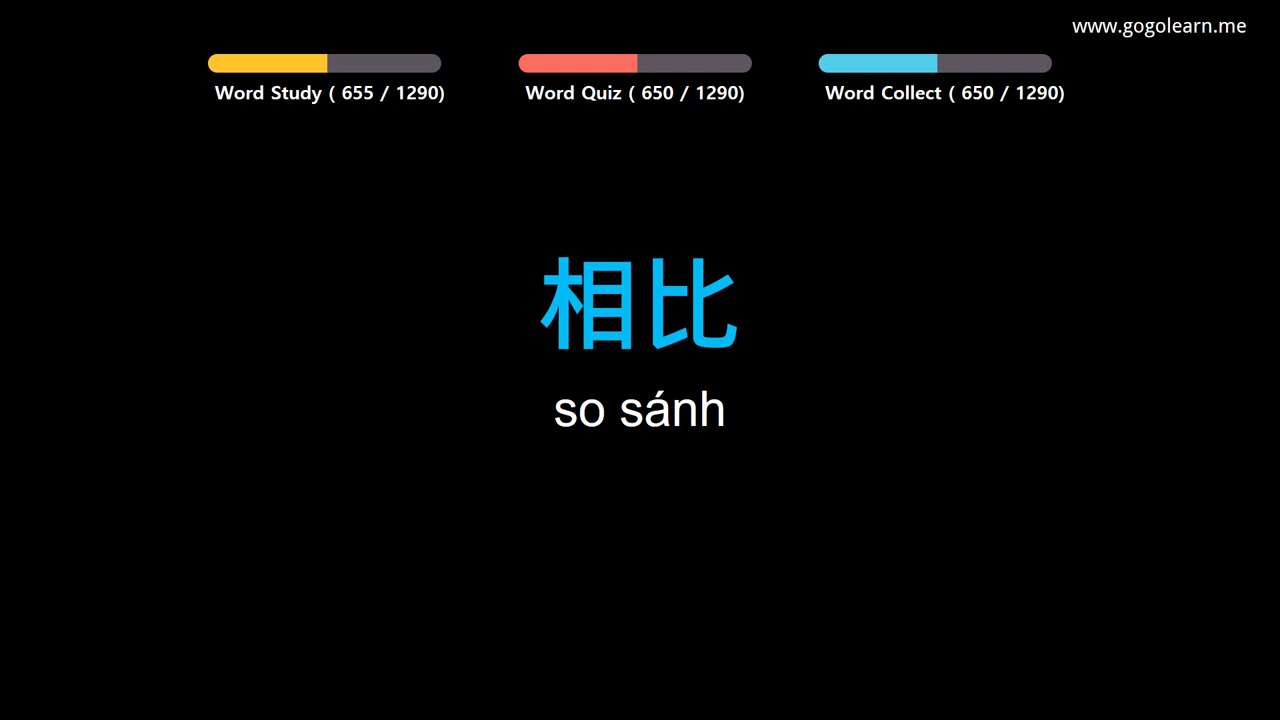 www.gogolearn.me
Word Study ( 655 / 1290)
Word Quiz ( 650 / 1290)
Word Collect ( 650 / 1290)
相比
so sánh